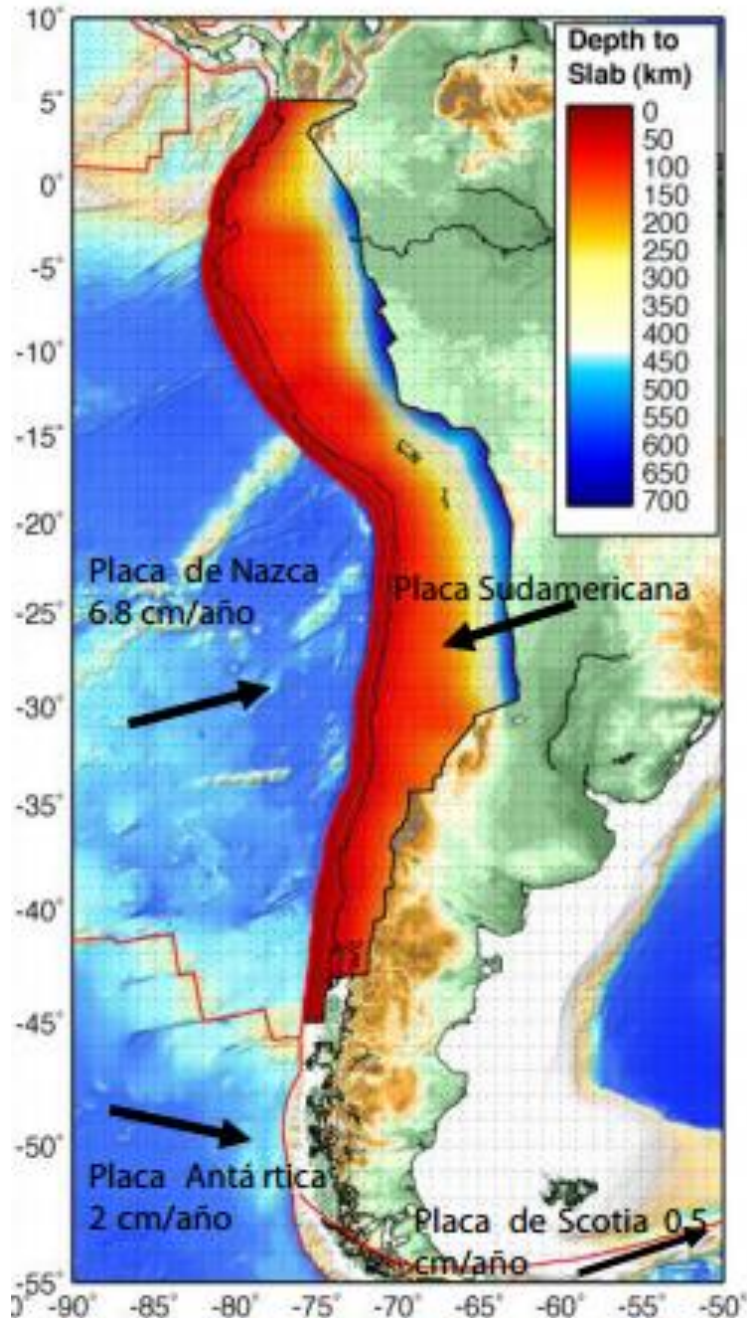 Depth to
Slab (km)
0
50
100
150
200
250
300
350
400
450
500
550
600
650
700
10°
5°
0°
-5°
-10°
-15°
-20°
-25°
-30°
-35°
-40°
-45°
-50°
-55°
Placa de Nazca
6.8 cm/año
Placa Sudamericana
Placa Antártica
2 cm/año
Placa de Scotia 0,5
cm/año
0° -90° -85° -80° -75° -70° -65° -60° -55° -50°